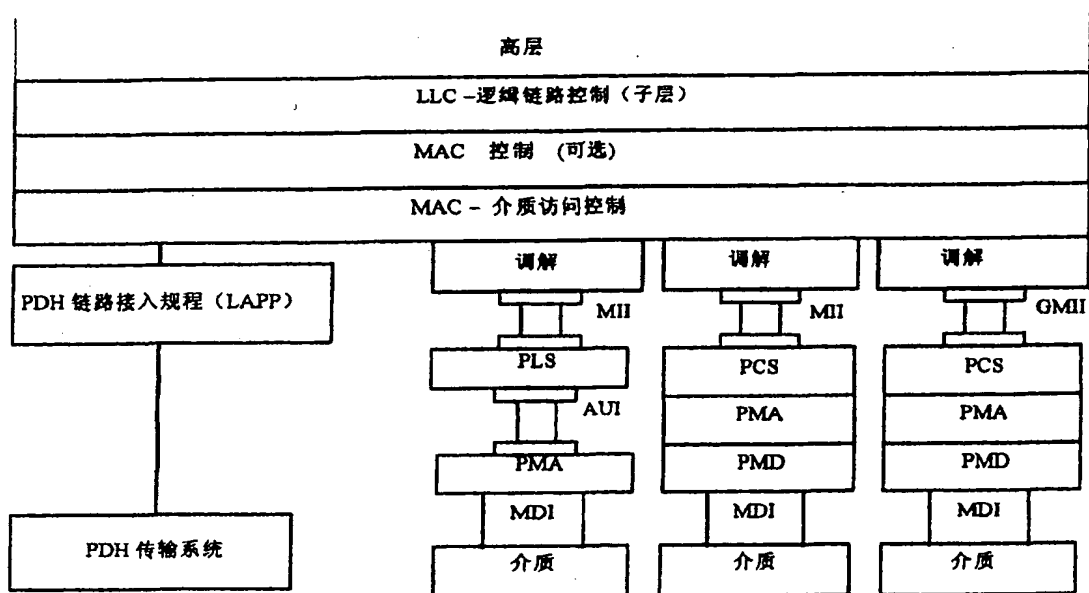 高层
LLC –逻缉链路控制（子层）
MAC 控制 (可选)
MAC – 介质访问控制
调解 调解 调解
PDH 链路接入规程（LAPP）
MII MII GMII
PLS PCS PCS
AUI
PMA PMA
PMA PMD PMD
MDI MDI MDI
PDH 传输系统
介质 介质 介质